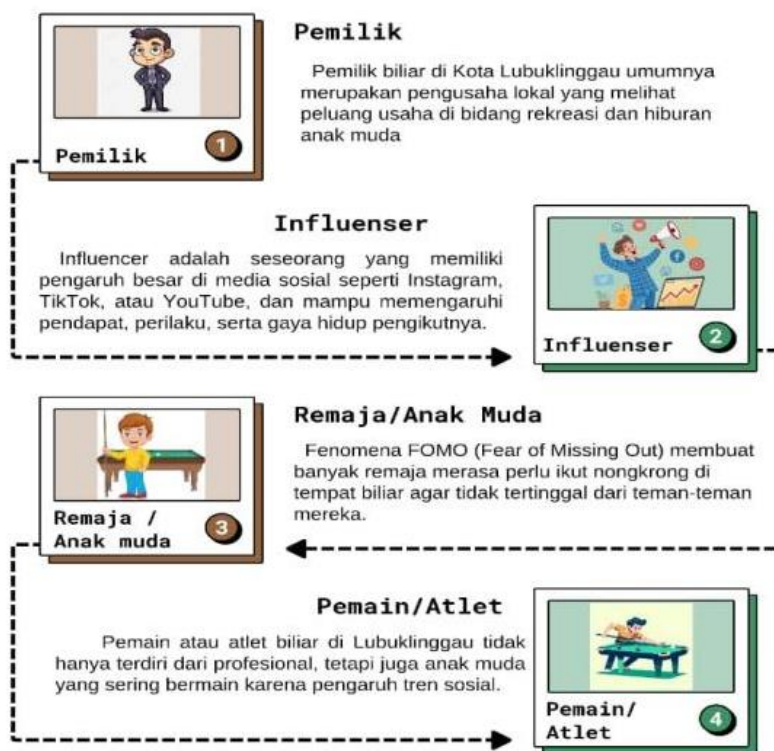 Pemilik
Pemilik biliar di Kota Lubuklinggau umumnya
merupakan pengusaha lokal yang melihat
peluang usaha di bidang rekreasi dan hiburan
anak muda
Pemilik
1
Influenser
Influencer adalah seseorang yang memiliki
pengaruh besar di media sosial seperti Instagram,
TikTok, atau YouTube, dan mampu memengaruhi
pendapat, perilaku, serta gaya hidup pengikutnya.
Influenser
2
Remaja/Anak Muda
Fenomena FOMO (Fear of Missing Out) membuat
banyak remaja merasa perlu ikut nongkrong di
tempat biliar agar tidak tertinggal dari teman-teman
mereka.
Remaja /
Anak muda
3
Pemain/Atlet
Pemain atau atlet biliar di Lubuklinggau tidak
hanya terdiri dari profesional, tetapi juga anak muda
yang sering bermain karena pengaruh tren sosial.
Pemain/
Atlet
4